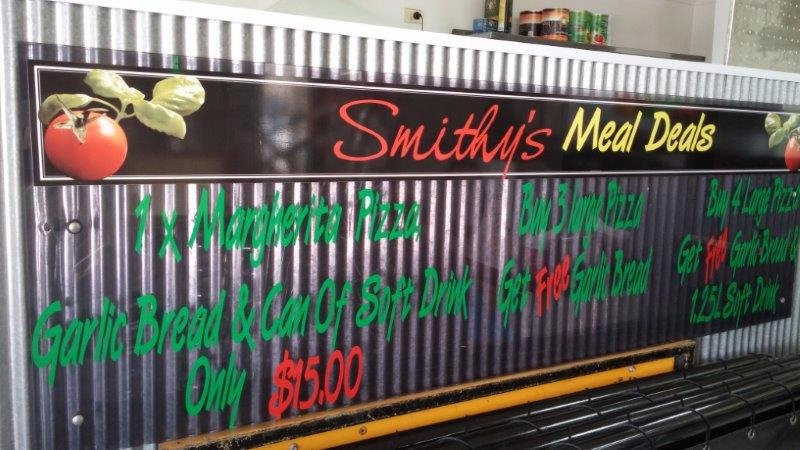 Smithy's Meal Deals
1 x Margherita Pizza
Garlic Bread & Can Of Soft Drink
Only $15.00
Buy 3 large Pizza
Get Free Garlic Bread
Buy 4 Large Pizza
Get Free Garlic Bread &
1.25L Soft Drink